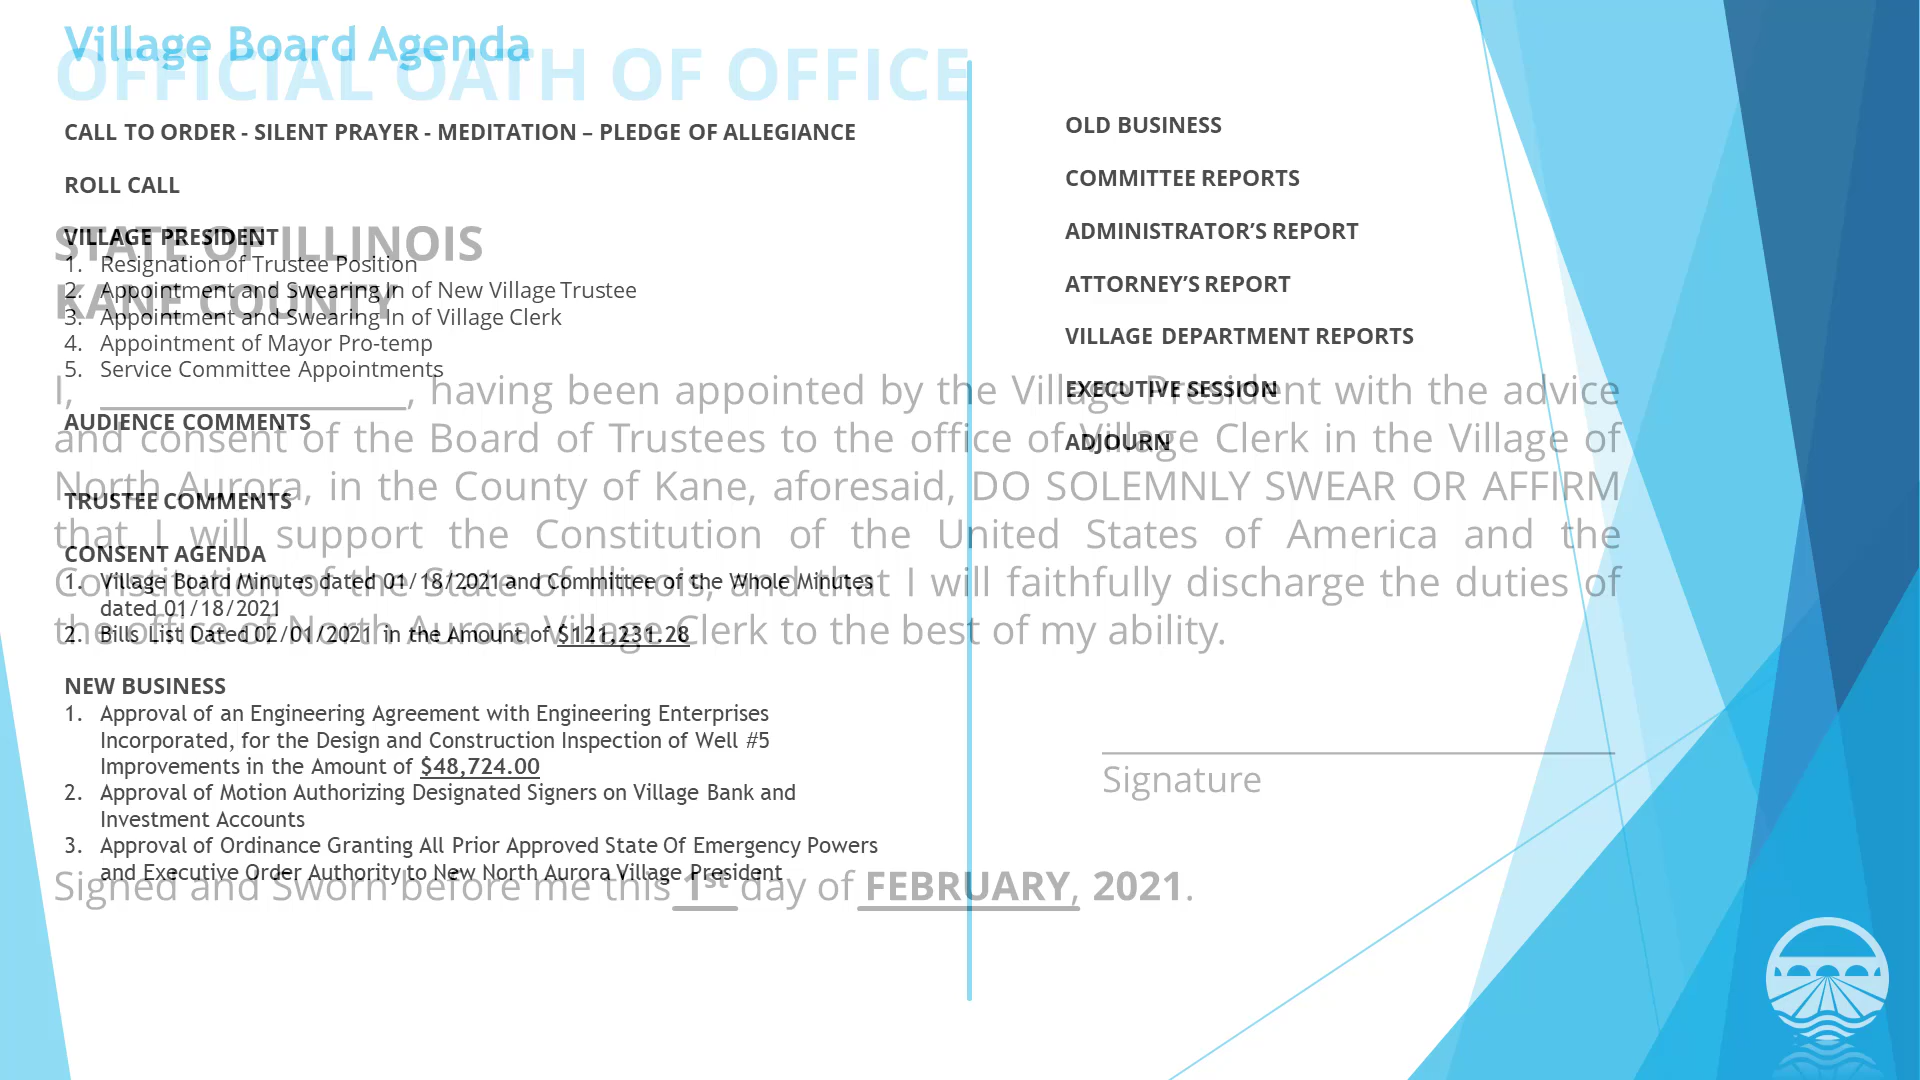 Village Board Agenda
CALL TO ORDER - SILENT PRAYER - MEDITATION – PLEDGE OF ALLEGIANCE
ROLL CALL
VILLAGE PRESIDENT
1. Resignation of Trustee Position
2. Appointment and Swearing In of New Village Trustee
3. Appointment and Swearing In of Village Clerk
4. Appointment of Mayor Pro-temp
5. Service Committee Appointments
AUDIENCE COMMENTS
TRUSTEE COMMENTS
CONSENT AGENDA
1. Village Board Minutes dated 01/18/2021 and Committee of the Whole Minutes
dated 01/18/2021
2. Bills List Dated 02/01/2021 in the Amount of $121,231.28
NEW BUSINESS
1. Approval of an Engineering Agreement with Engineering Enterprises
Incorporated, for the Design and Construction Inspection of Well #5
Improvements in the Amount of $48,724.00
2. Approval of Motion Authorizing Designated Signers on Village Bank and
Investment Accounts
3. Approval of Ordinance Granting All Prior Approved State Of Emergency Powers
and Executive Order Authority to New North Aurora Village President
OLD BUSINESS
COMMITTEE REPORTS
ADMINISTRATOR’S REPORT
ATTORNEY’S REPORT
VILLAGE DEPARTMENT REPORTS
EXECUTIVE SESSION
ADJOURN
OFFICIAL OATH OF OFFICE
STATE OF ILLINOIS
KANE COUNTY
I, ________________, having been appointed by the Village President with the advice
and consent of the Board of Trustees to the office of Village Clerk in the Village of
North Aurora, in the County of Kane, aforesaid, DO SOLEMNLY SWEAR OR AFFIRM
that I will support the Constitution of the United States of America and the
Constitution of the State of Illinois, and that I will faithfully discharge the duties of
the office of North Aurora Village Clerk to the best of my ability.
Signature
Signed and Sworn before me this 1st day of FEBRUARY, 2021.